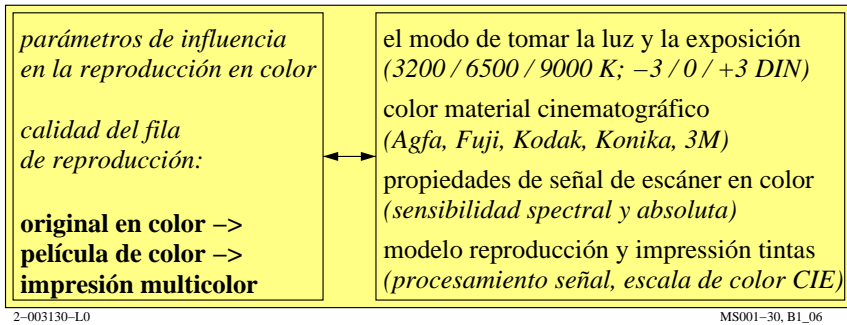 parámetros de influencia
en la reproducción en color
calidad del fila
de reproducción:
original en color −>
película de color −>
impresión multicolor
el modo de tomar la luz y la exposición
(3200 / 6500 / 9000 K; −3 / 0 / +3 DIN)
color material cinematográfico
(Agfa, Fuji, Kodak, Konika, 3M)
propiedades de señal de escáner en color
(sensibilidad spectral y absoluta)
modelo reproducción y impressión tintas
(procesamiento señal, escala de color CIE)
2−003130−L0
MS001−30, B1_06